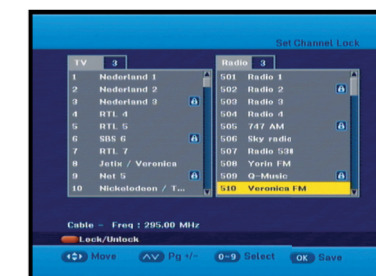 Set Channel Lock
TV 3
1 Nederland 1
2 Nederland 2
3 Nederland 3
4 RTL 4
5 RTL 5
6 SBS 6
7 RTL 7
8 Jetix / Veronica
9 Net 5
10 Nickelodeon / T...
Radio 3
501 Radio 1
502 Radio 2
503 Radio 3
504 Radio 4
505 747 AM
506 Sky radio
507 Radio 538
508 Yorin FM
509 Q-Music
510 Veronica FM
Cable - Freq : 295.00 MHz
Lock/Unlock
Move Pg +/- 0-9 Select OK Save